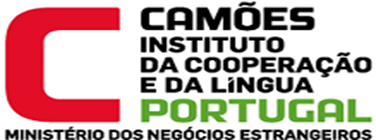 CAMÕES
INSTITUTO
DA COOPERAÇÃO
E DA LÍNGUA
PORTUGAL
MINISTÉRIO DOS NEGÓCIOS ESTRANGEIROS